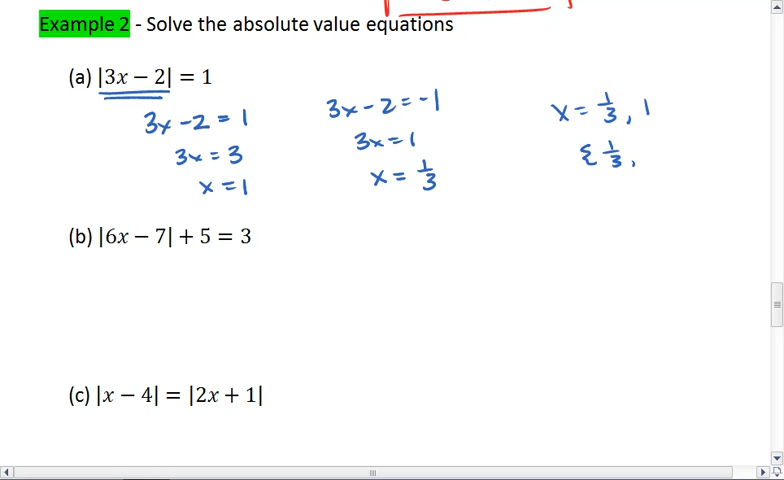 Example 2 - Solve the absolute value equations
(a) |3x − 2| = 1
3x - 2 = 1
3x = 3
x = 1
3x - 2 = -1
3x = 1
x = 1/3
x = 1/3, 1
{ 1/3,
(b) |6x − 7| + 5 = 3
(c) |x − 4| = |2x + 1|